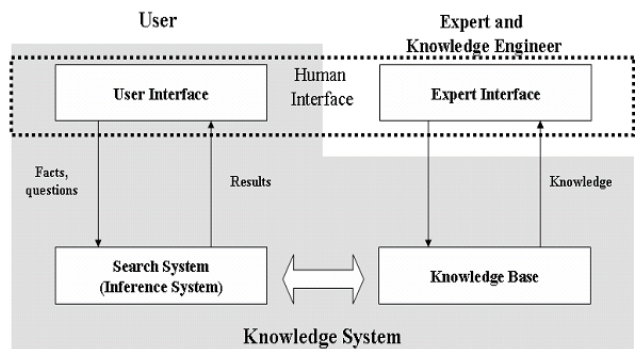 User
Expert and
Knowledge Engineer
Human
Interface
User Interface
Expert Interface
Facts,
questions
Results
Knowledge
Search System
(Inference System)
Knowledge Base
Knowledge System